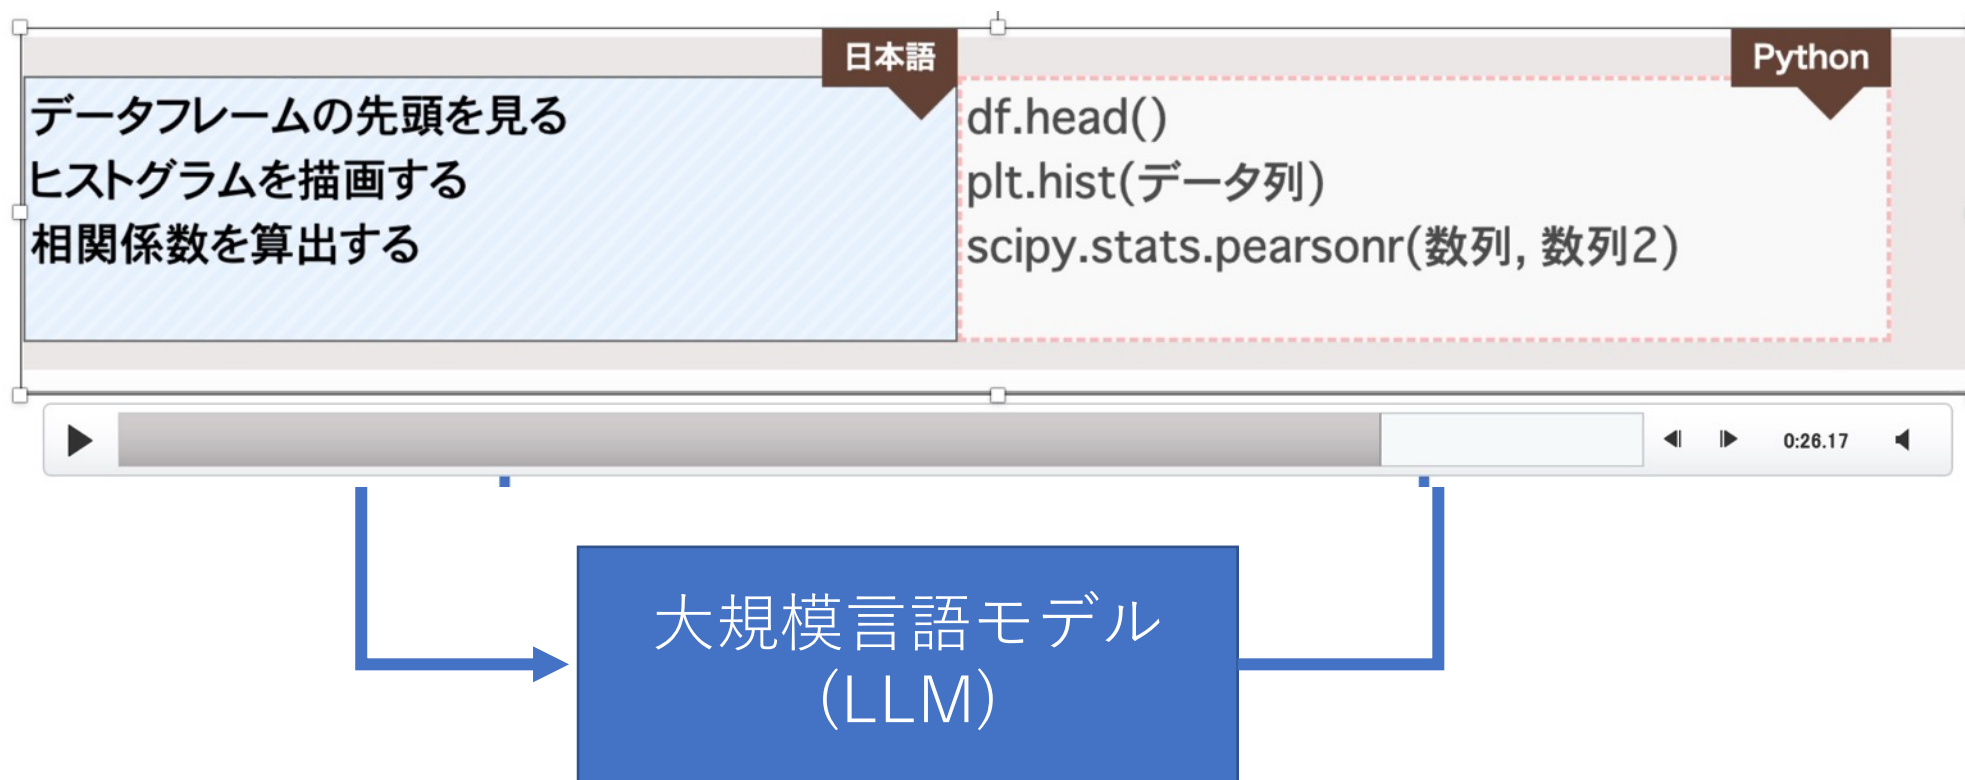 日本語
データフレームの先頭を見る
ヒストグラムを描画する
相関係数を算出する
Python
df.head()
plt.hist(データ列)
scipy.stats.pearsonr(数列, 数列2)
0:26.17
大規模言語モデル
(LLM)